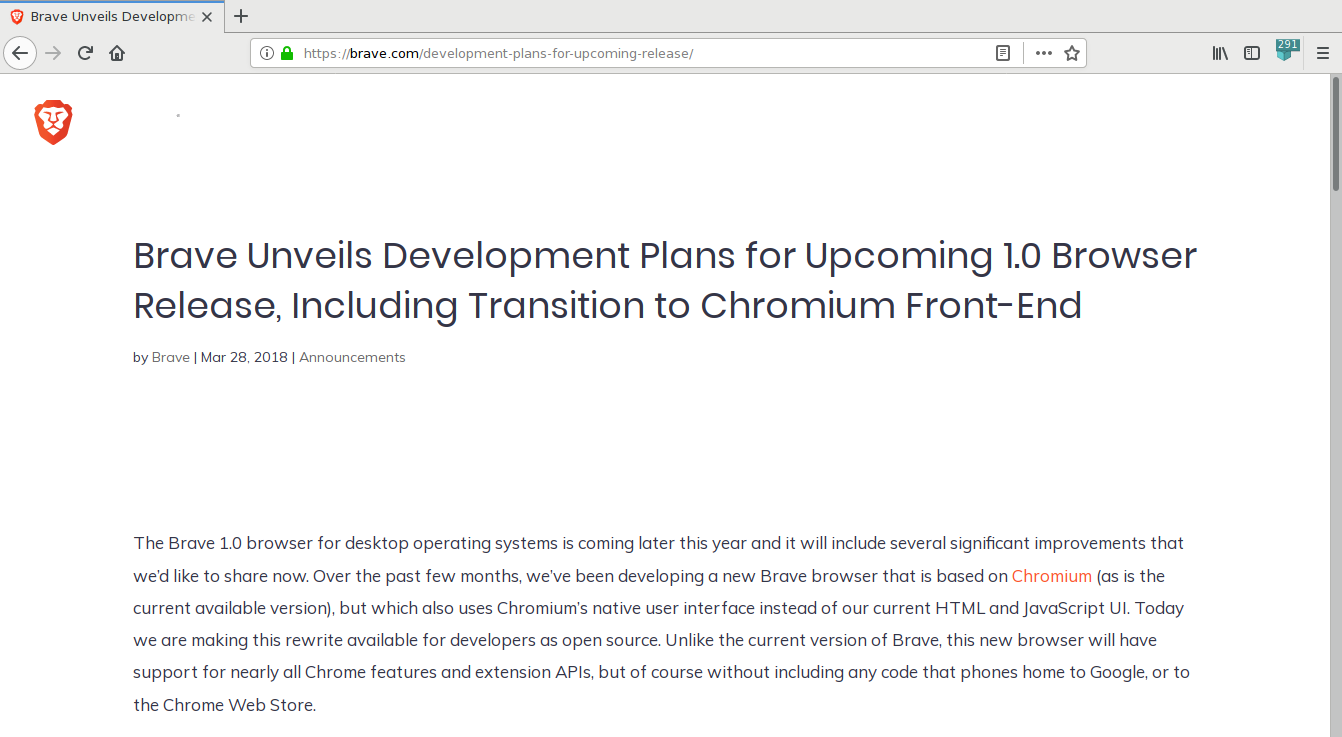 Brave Unveils Developme
https://brave.com/development-plans-for-upcoming-release/
291
Brave Unveils Development Plans for Upcoming 1.0 Browser
Release, Including Transition to Chromium Front-End
by Brave | Mar 28, 2018 | Announcements
The Brave 1.0 browser for desktop operating systems is coming later this year and it will include several significant improvements that
we’d like to share now. Over the past few months, we’ve been developing a new Brave browser that is based on Chromium (as is the
current available version), but which also uses Chromium’s native user interface instead of our current HTML and JavaScript UI. Today
we are making this rewrite available for developers as open source. Unlike the current version of Brave, this new browser will have
support for nearly all Chrome features and extension APIs, but of course without including any code that phones home to Google, or to
the Chrome Web Store.